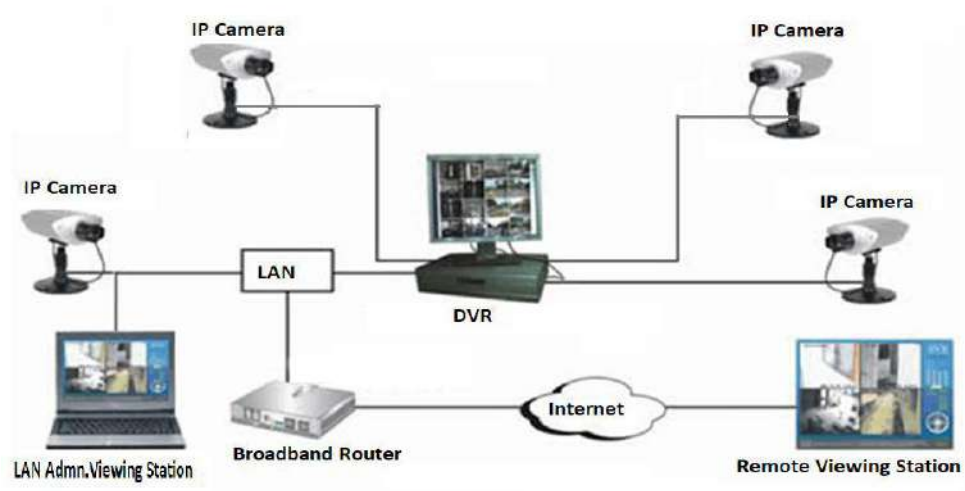 IP Camera
IP Camera
IP Camera
IP Camera
LAN
DVR
Internet
Broadband Router
LAN Admn.Viewing Station
Remote Viewing Station